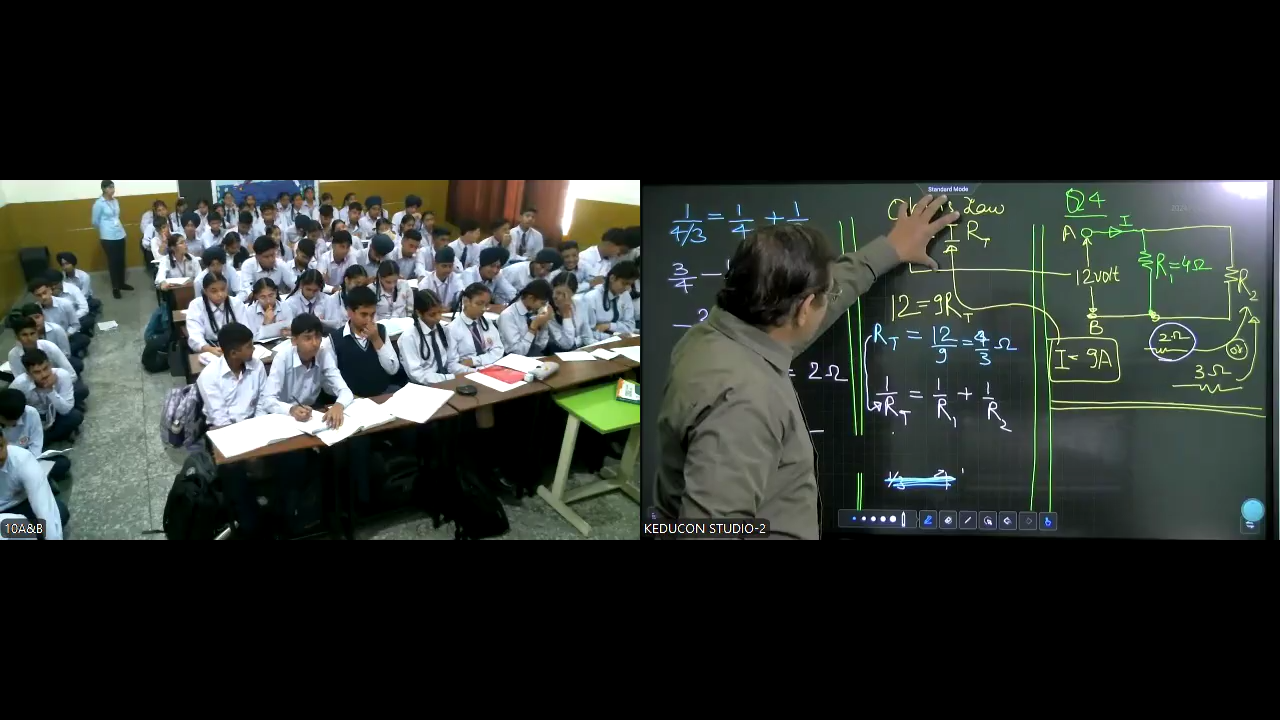 Standard Mode
1/4/3 = 1/4 + 1
3/4 –
= 2Ω
Law
I R_T
12 = 9R_T
R_T = 12/9 = 4/3 Ω
1/R_T = 1/R_1 + 1/R_2
Q4
A I
R_1 = 4Ω
12 volt
R_2
B
2Ω
or
3Ω
I = 9A
10A&B
KEDUCON STUDIO-2